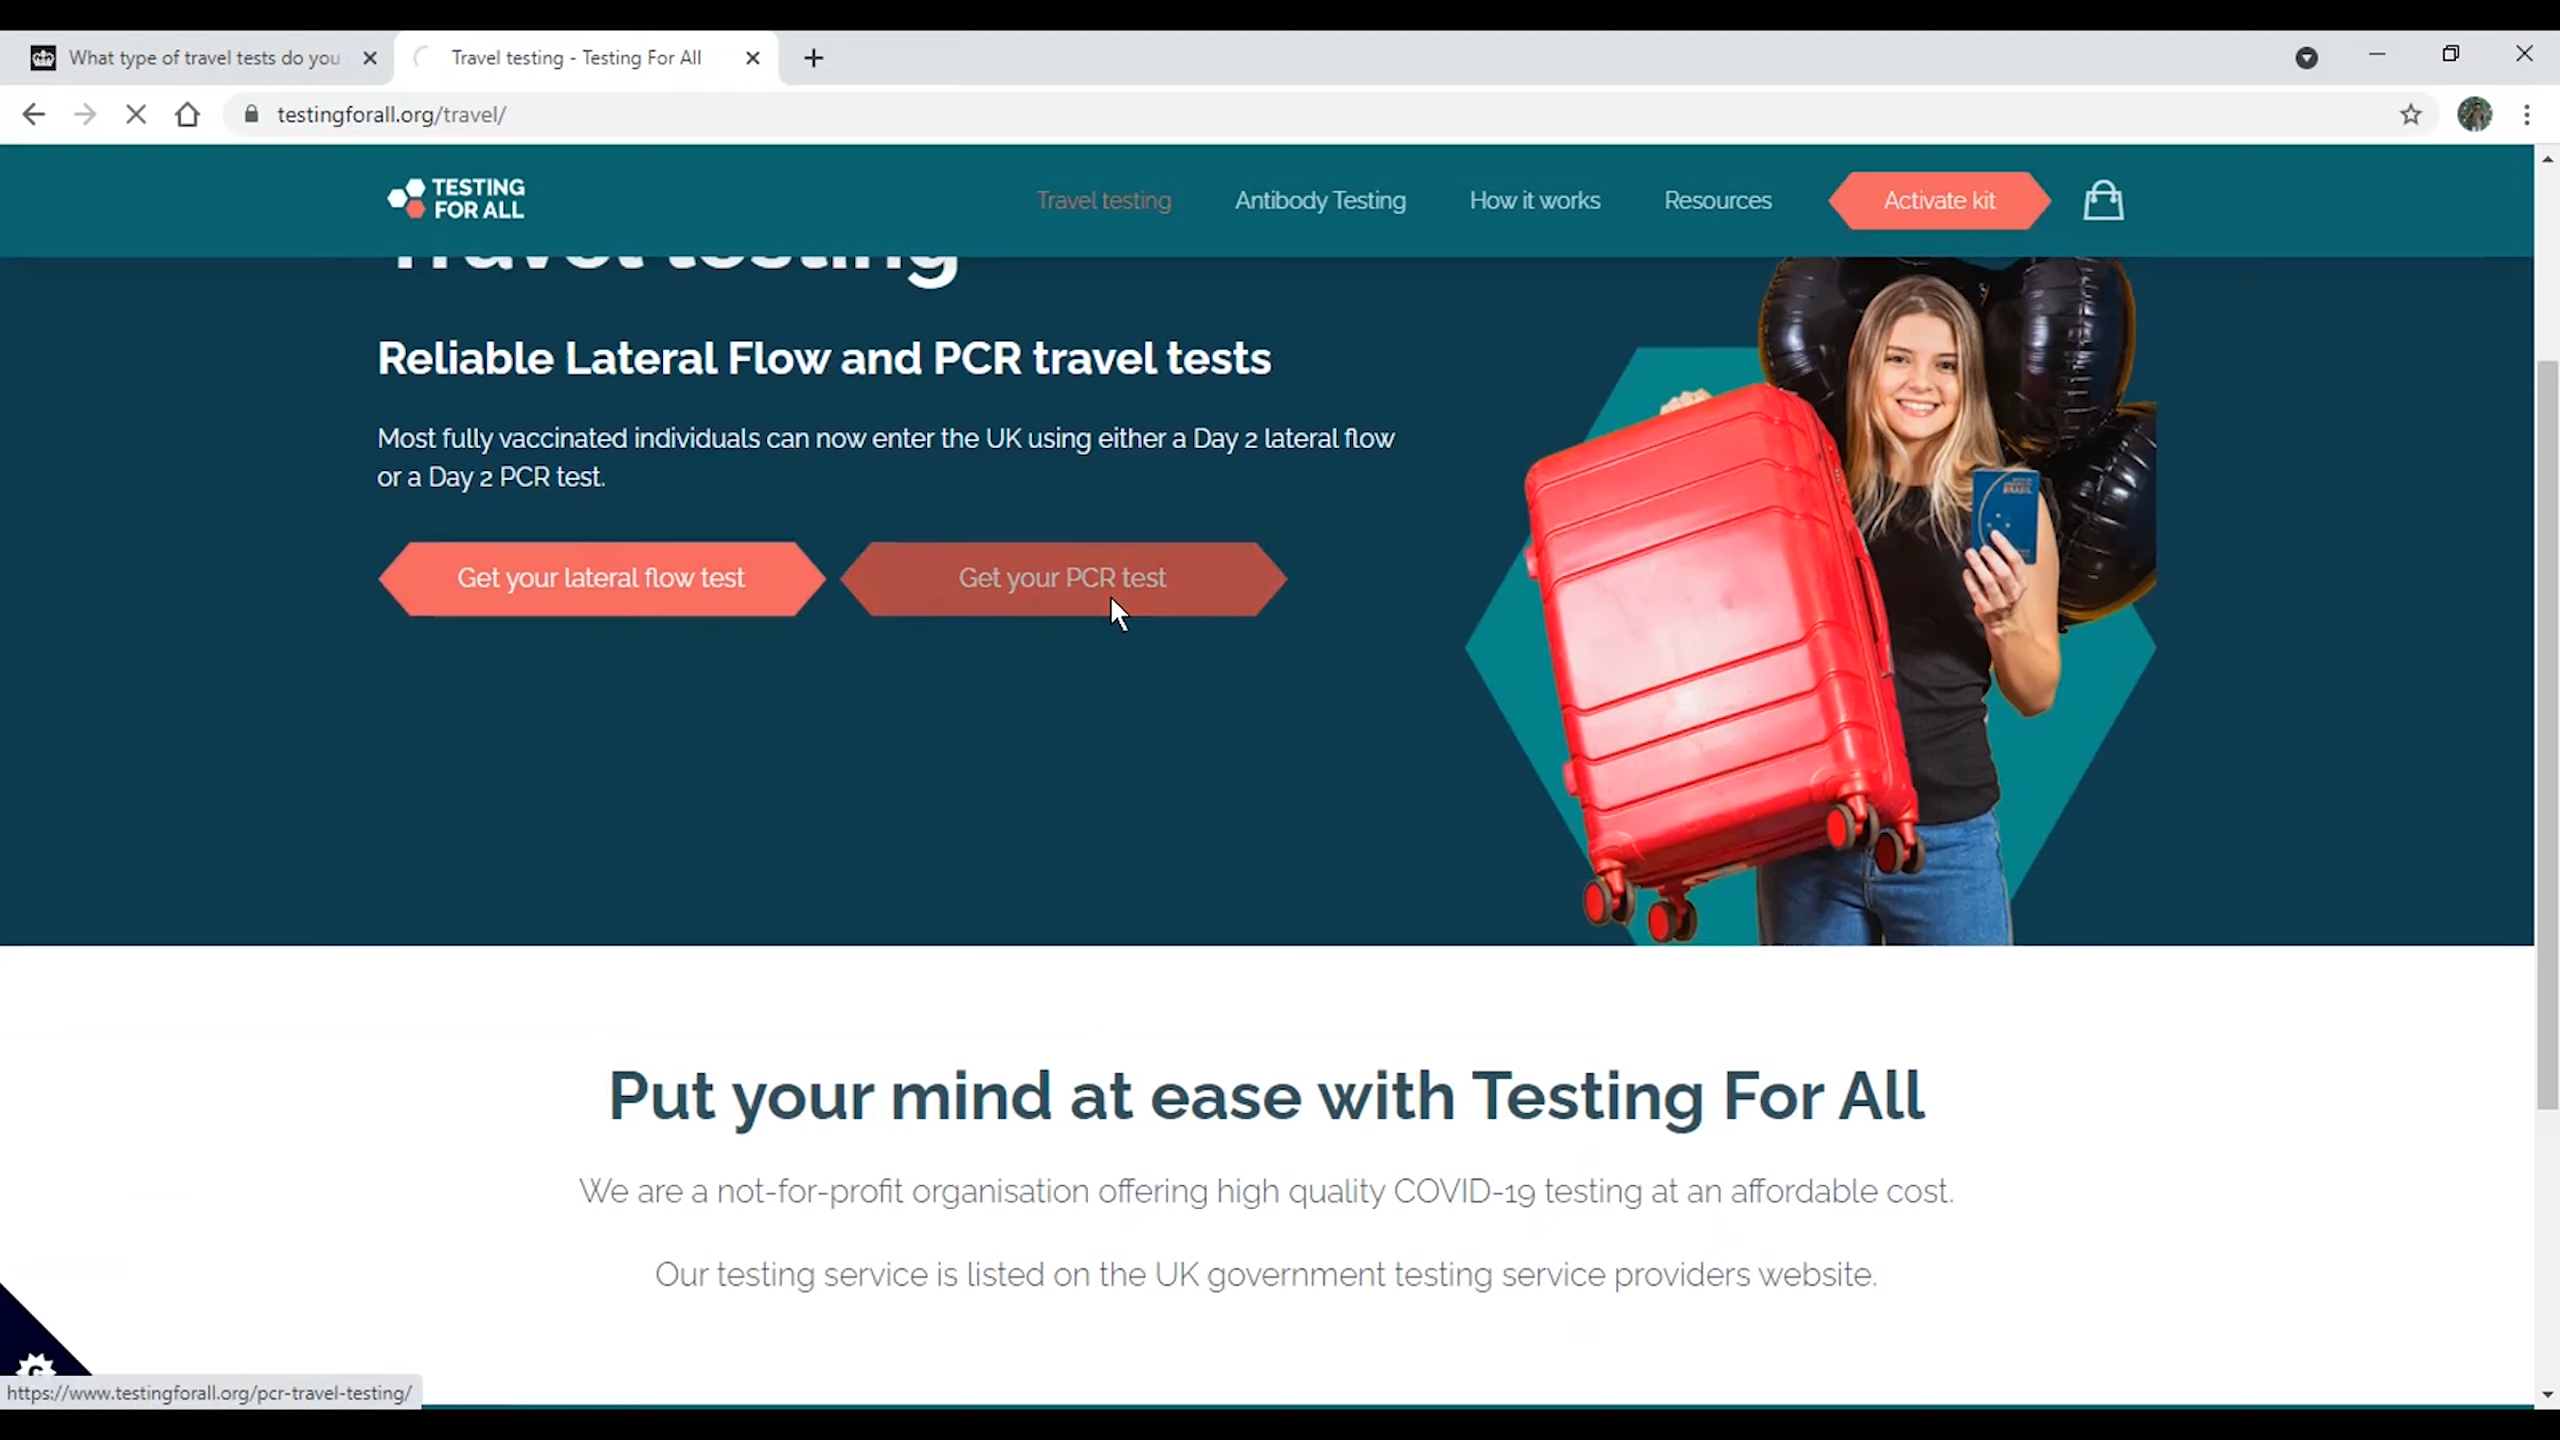 What type of travel tests do you
Travel testing - Testing For All
testingforall.org/travel/
TESTING
FOR ALL
Travel testing
Antibody Testing
How it works
Resources
Activate kit
Travel testing
Reliable Lateral Flow and PCR travel tests
Most fully vaccinated individuals can now enter the UK using either a Day 2 lateral flow
or a Day 2 PCR test.
Get your lateral flow test
Get your PCR test
BRASIL
Put your mind at ease with Testing For All
We are a not-for-profit organisation offering high quality COVID-19 testing at an affordable cost.
Our testing service is listed on the UK government testing service providers website.
https://www.testingforall.org/pcr-travel-testing/